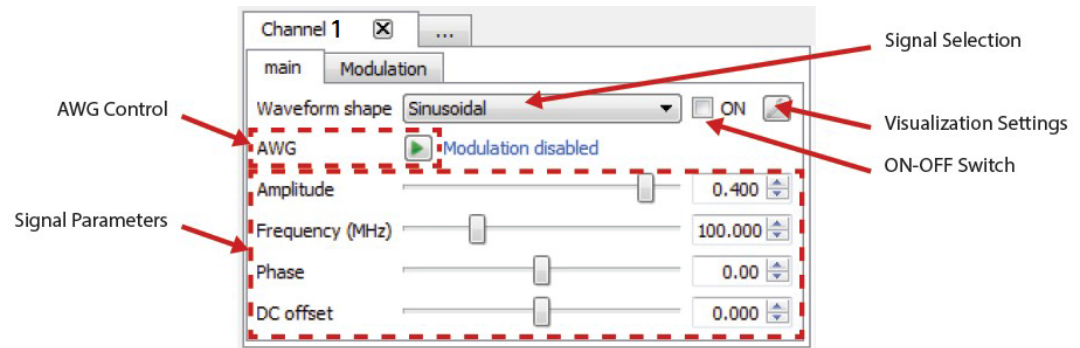 Channel 1 ...
Signal Selection
main Modulation
AWG Control
Waveform shape Sinusoidal ON
Visualization Settings
AWG Modulation disabled
ON-OFF Switch
Amplitude 0.400
Signal Parameters
Frequency (MHz) 100.000
Phase 0.00
DC offset 0.000